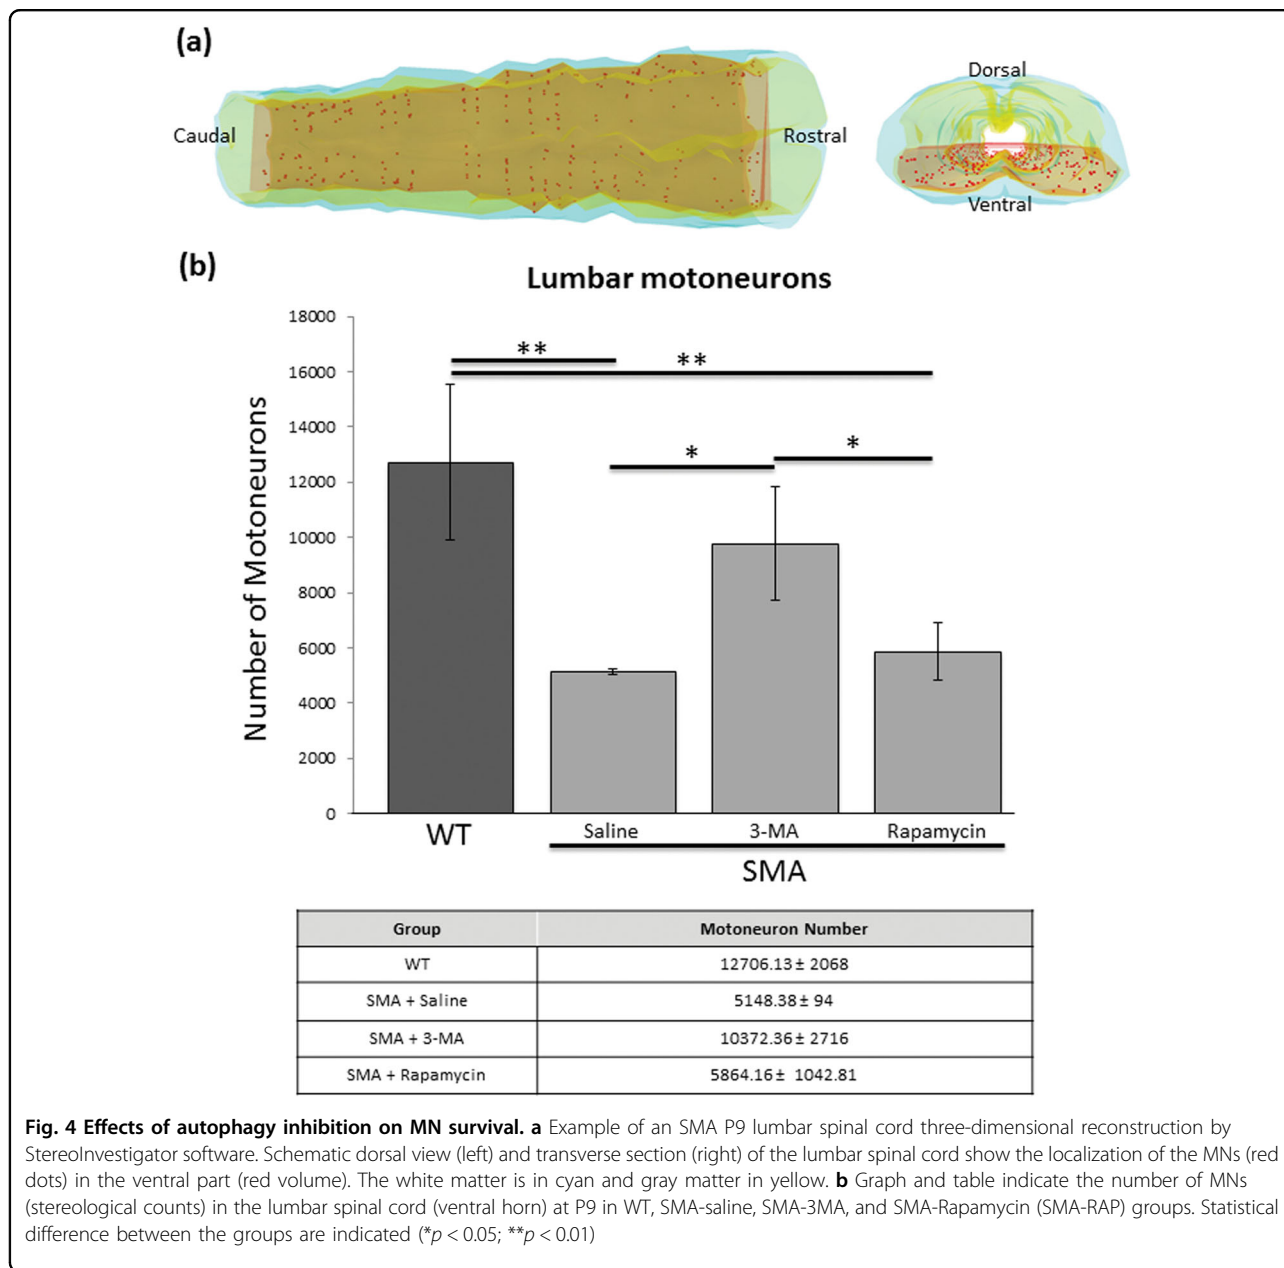 (a)
Dorsal
Caudal
Rostral
Ventral
(b)
Lumbar motoneurons
Number of Motoneurons
18000
16000
14000
12000
10000
8000
6000
4000
2000
0
**
**
*
*
WT
Saline
3-MA
Rapamycin
SMA
Group Motoneuron Number
WT 12706.13± 2068
SMA + Saline 5148.38± 94
SMA + 3-MA 10372.36± 2716
SMA + Rapamycin 5864.16± 1042.81
Fig. 4 Effects of autophagy inhibition on MN survival. a Example of an SMA P9 lumbar spinal cord three-dimensional reconstruction by
StereoInvestigator software. Schematic dorsal view (left) and transverse section (right) of the lumbar spinal cord show the localization of the MNs (red
dots) in the ventral part (red volume). The white matter is in cyan and gray matter in yellow. b Graph and table indicate the number of MNs
(stereological counts) in the lumbar spinal cord (ventral horn) at P9 in WT, SMA-saline, SMA-3MA, and SMA-Rapamycin (SMA-RAP) groups. Statistical
difference between the groups are indicated (*p < 0.05; **p < 0.01)